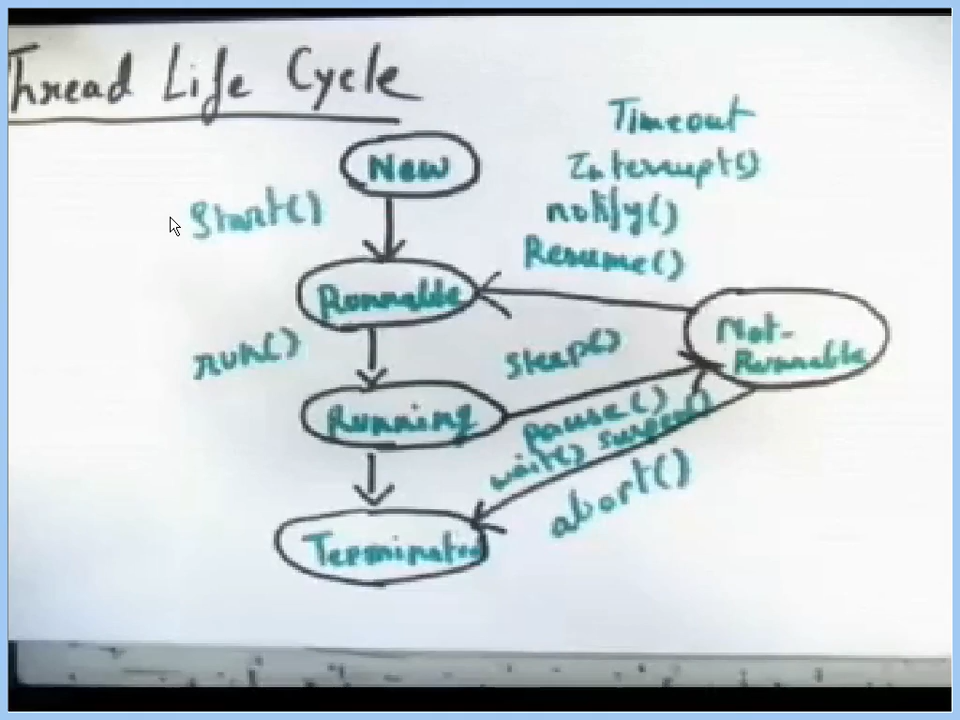 Thread Life Cycle
New
Start()
Timeout
Interrupt()
notify()
Resume()
Runnable
run()
Not-
Runnable
Sleep()
Running
pause()
wait() suspend()
abort()
Terminated